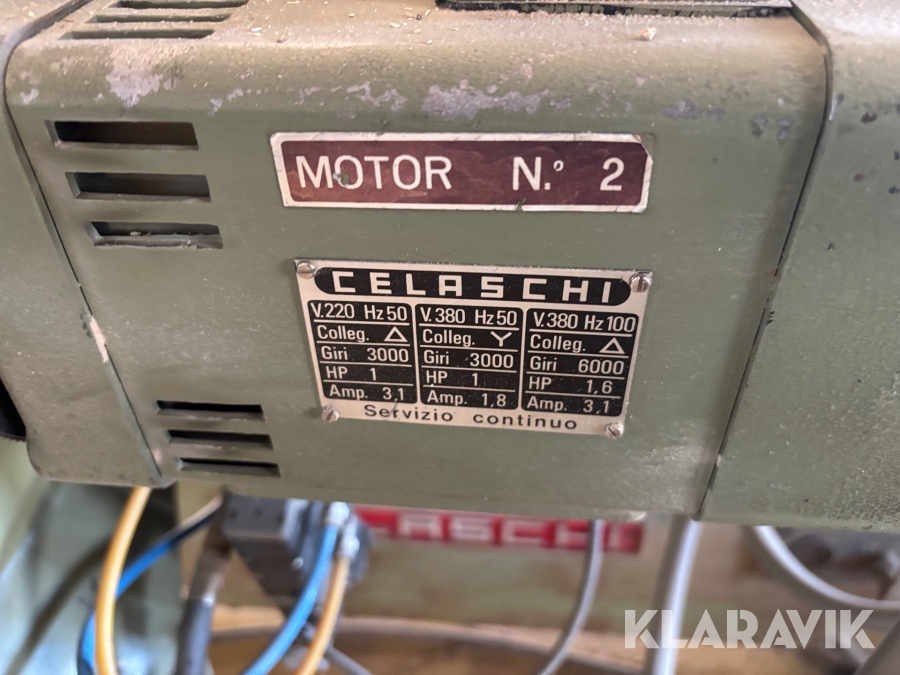 MOTOR N.º 2
CELASCHI
V.220 Hz50
Colleg. △
Giri 3000
HP 1
Amp. 3,1
V.380 Hz50
Colleg. Y
Giri 3000
HP 1
Amp. 1,8
V.380 Hz100
Colleg. △
Giri 6000
HP 1,6
Amp. 3,1
Servizio continuo
ELASCHI
KLARAVIK